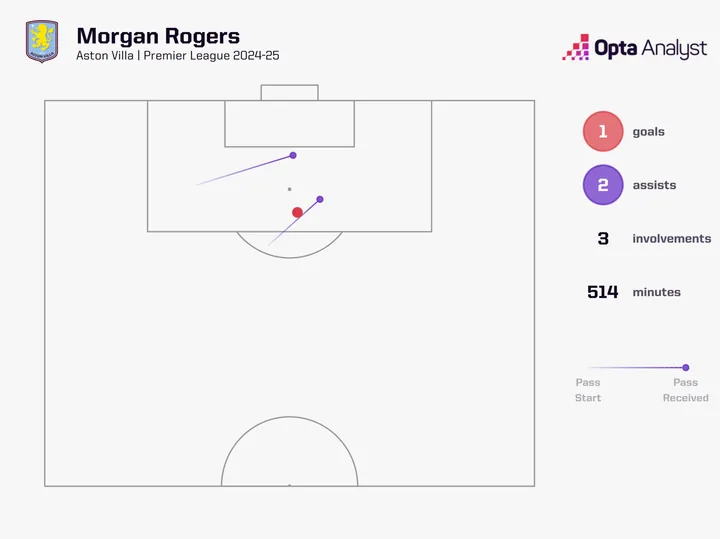 Morgan Rogers
Aston Villa | Premier League 2024-25
Opta Analyst
1 goals
2 assists
3 involvements
514 minutes
Pass Start
Pass Received